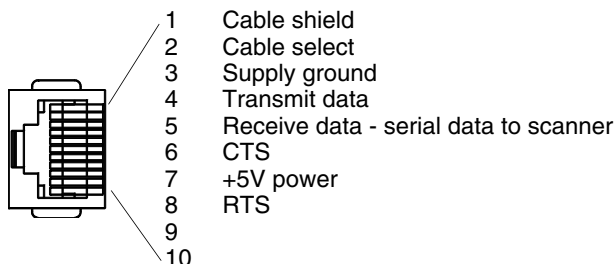 1 Cable shield
2 Cable select
3 Supply ground
4 Transmit data
5 Receive data - serial data to scanner
6 CTS
7 +5V power
8 RTS
9
10